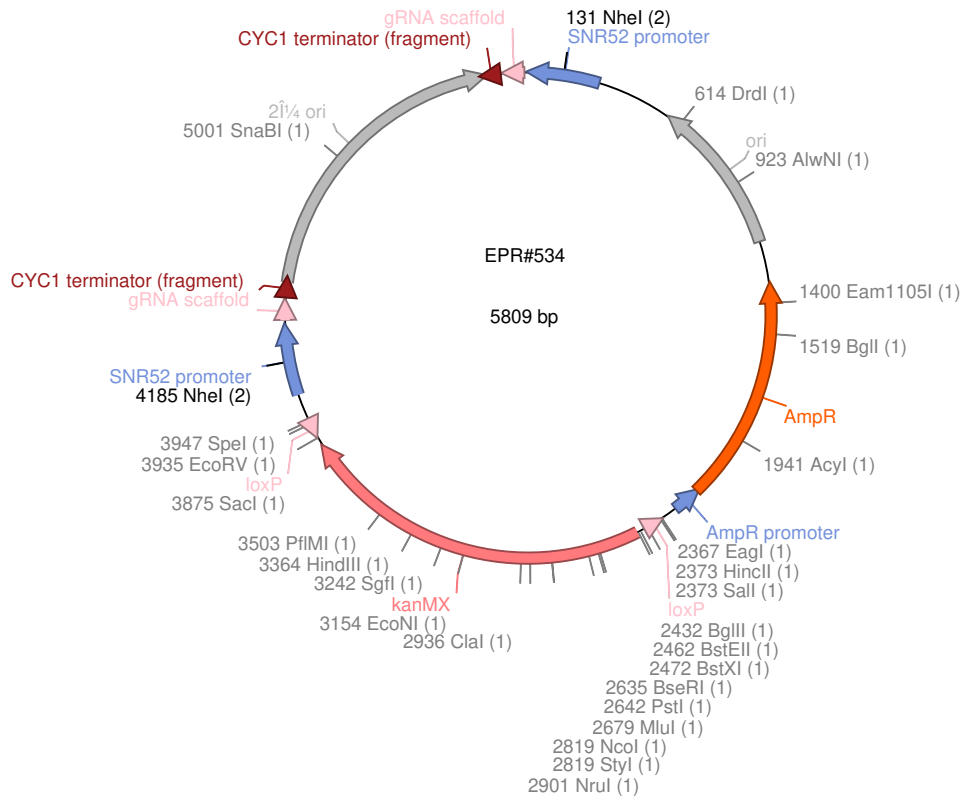 gRNA scaffold
131 NheI (2)
CYC1 terminator (fragment)
SNR52 promoter
614 DrdI (1)
2Î¼ ori
5001 SnaBI (1)
ori
923 AlwNI (1)
EPR#534
CYC1 terminator (fragment)
gRNA scaffold
1400 Eam1105I (1)
5809 bp
1519 BglI (1)
SNR52 promoter
4185 NheI (2)
AmpR
3947 SpeI (1)
3935 EcoRV (1)
loxP
3875 SacI (1)
1941 AcyI (1)
AmpR promoter
3503 PflMI (1)
3364 HindIII (1)
3242 SgfI (1)
kanMX
3154 EcoNI (1)
2936 ClaI (1)
2367 EagI (1)
2373 HincII (1)
2373 SalI (1)
loxP
2432 BglII (1)
2462 BstEII (1)
2472 BstXI (1)
2635 BseRI (1)
2642 PstI (1)
2679 MluI (1)
2819 NcoI (1)
2819 StyI (1)
2901 NruI (1)